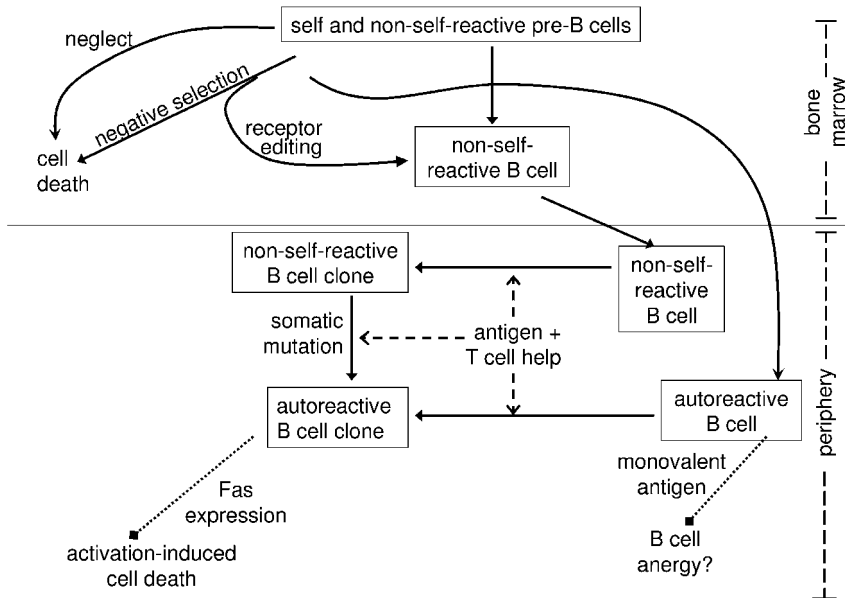 self and non-self-reactive pre-B cells
neglect
negative selection
receptor
editing
non-self-
reactive B cell
cell
death
bone
marrow
non-self-reactive
B cell clone
non-self-
reactive
B cell
somatic
mutation
antigen +
T cell help
autoreactive
B cell clone
autoreactive
B cell
periphery
monovalent
antigen
Fas
expression
activation-induced
cell death
B cell
anergy?